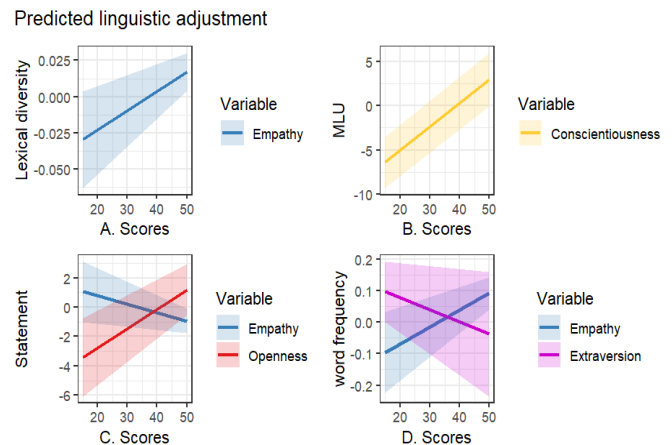 Predicted linguistic adjustment
Lexical diversity
0.025
0.000
-0.025
-0.050
20 30 40 50
A. Scores
Variable
Empathy
MLU
5
0
-5
-10
20 30 40 50
B. Scores
Variable
Conscientiousness
Statement
2
0
-2
-4
-6
20 30 40 50
C. Scores
Variable
Empathy
Openness
word frequency
0.2
0.1
0.0
-0.1
-0.2
20 30 40 50
D. Scores
Variable
Empathy
Extraversion